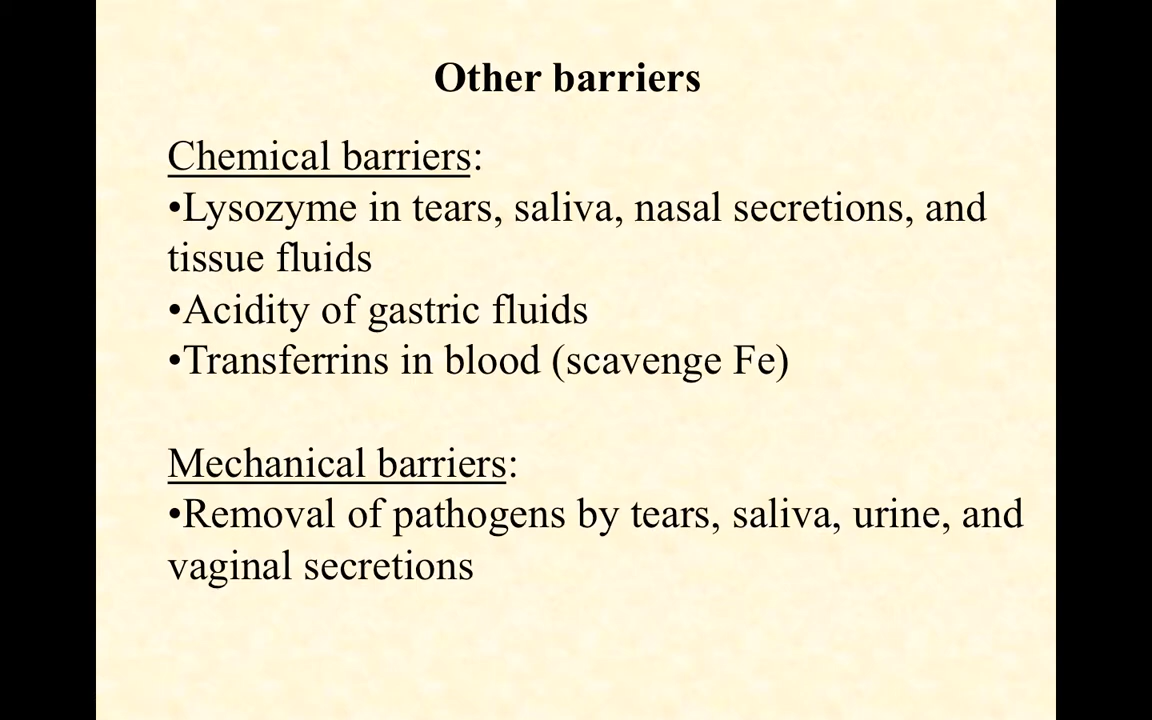 Other barriers
Chemical barriers:
•Lysozyme in tears, saliva, nasal secretions, and
tissue fluids
•Acidity of gastric fluids
•Transferrins in blood (scavenge Fe)
Mechanical barriers:
•Removal of pathogens by tears, saliva, urine, and
vaginal secretions